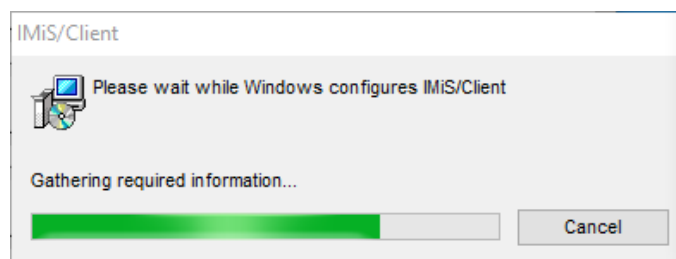 IMiS/Client
Please wait while Windows configures IMiS/Client
Gathering required information...
Cancel